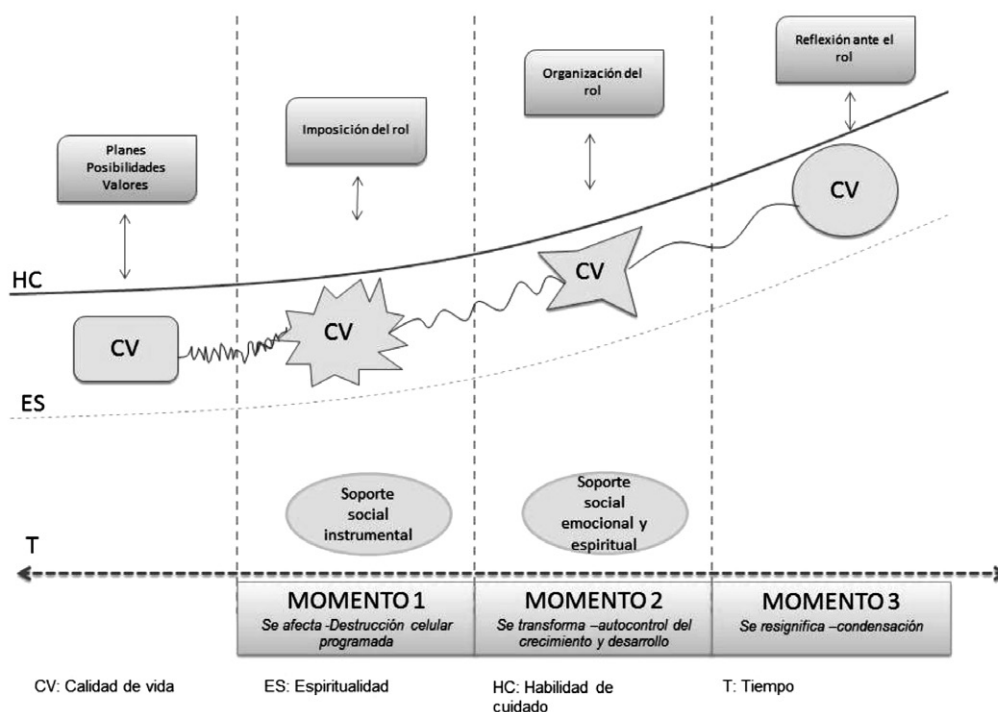 Reflexión ante el
rol
Organización del
rol
Imposición del rol
Planes
Posibilidades
Valores
HC
CV
CV
CV
CV
ES
Soporte
social
instrumental
Soporte
social
emocional y
espiritual
T
MOMENTO 1
Se afecta -Destrucción celular
programada
MOMENTO 2
Se transforma –autocontrol del
crecimiento y desarrollo
MOMENTO 3
Se resignifica –condensación
CV: Calidad de vida
ES: Espiritualidad
HC: Habilidad de
cuidado
T: Tiempo